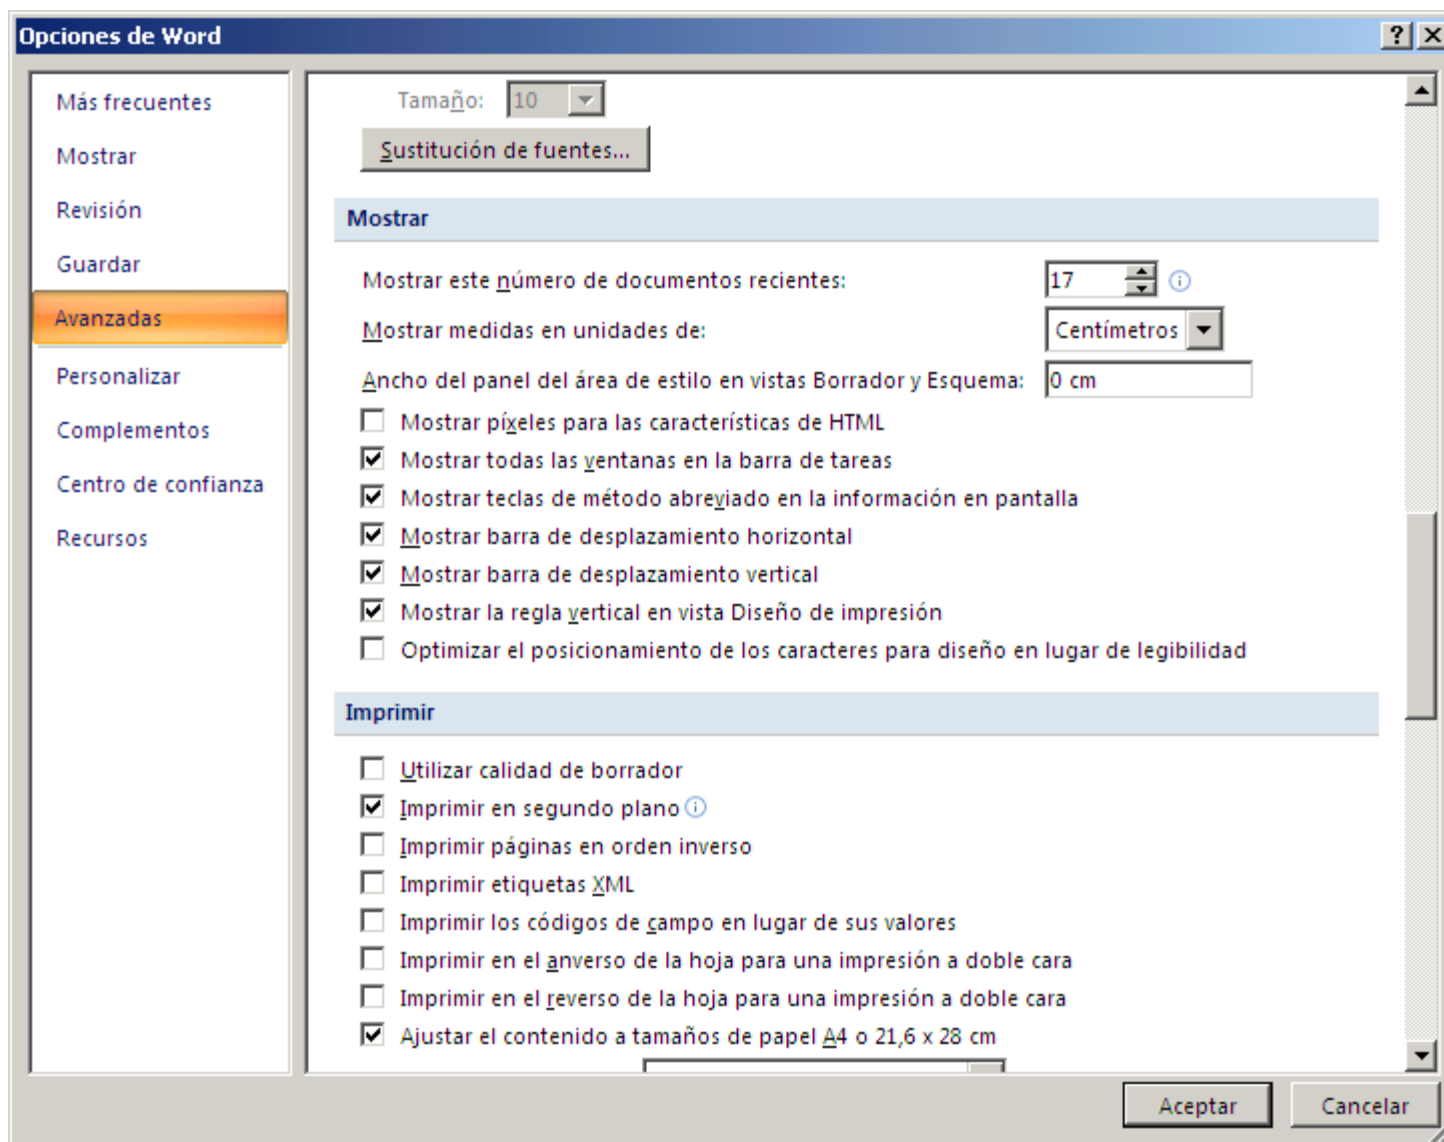 Opciones de Word
Más frecuentes
Mostrar
Revisión
Guardar
Avanzadas
Personalizar
Complementos
Centro de confianza
Recursos
Tamaño: 10
Sustitución de fuentes...
Mostrar
Mostrar este número de documentos recientes: 17
Mostrar medidas en unidades de: Centímetros
Ancho del panel del área de estilo en vistas Borrador y Esquema: 0 cm
Mostrar píxeles para las características de HTML
Mostrar todas las ventanas en la barra de tareas
Mostrar teclas de método abreviado en la información en pantalla
Mostrar barra de desplazamiento horizontal
Mostrar barra de desplazamiento vertical
Mostrar la regla vertical en vista Diseño de impresión
Optimizar el posicionamiento de los caracteres para diseño en lugar de legibilidad
Imprimir
Utilizar calidad de borrador
Imprimir en segundo plano
Imprimir páginas en orden inverso
Imprimir etiquetas XML
Imprimir los códigos de campo en lugar de sus valores
Imprimir en el anverso de la hoja para una impresión a doble cara
Imprimir en el reverso de la hoja para una impresión a doble cara
Ajustar el contenido a tamaños de papel A4 o 21,6 x 28 cm
Aceptar
Cancelar